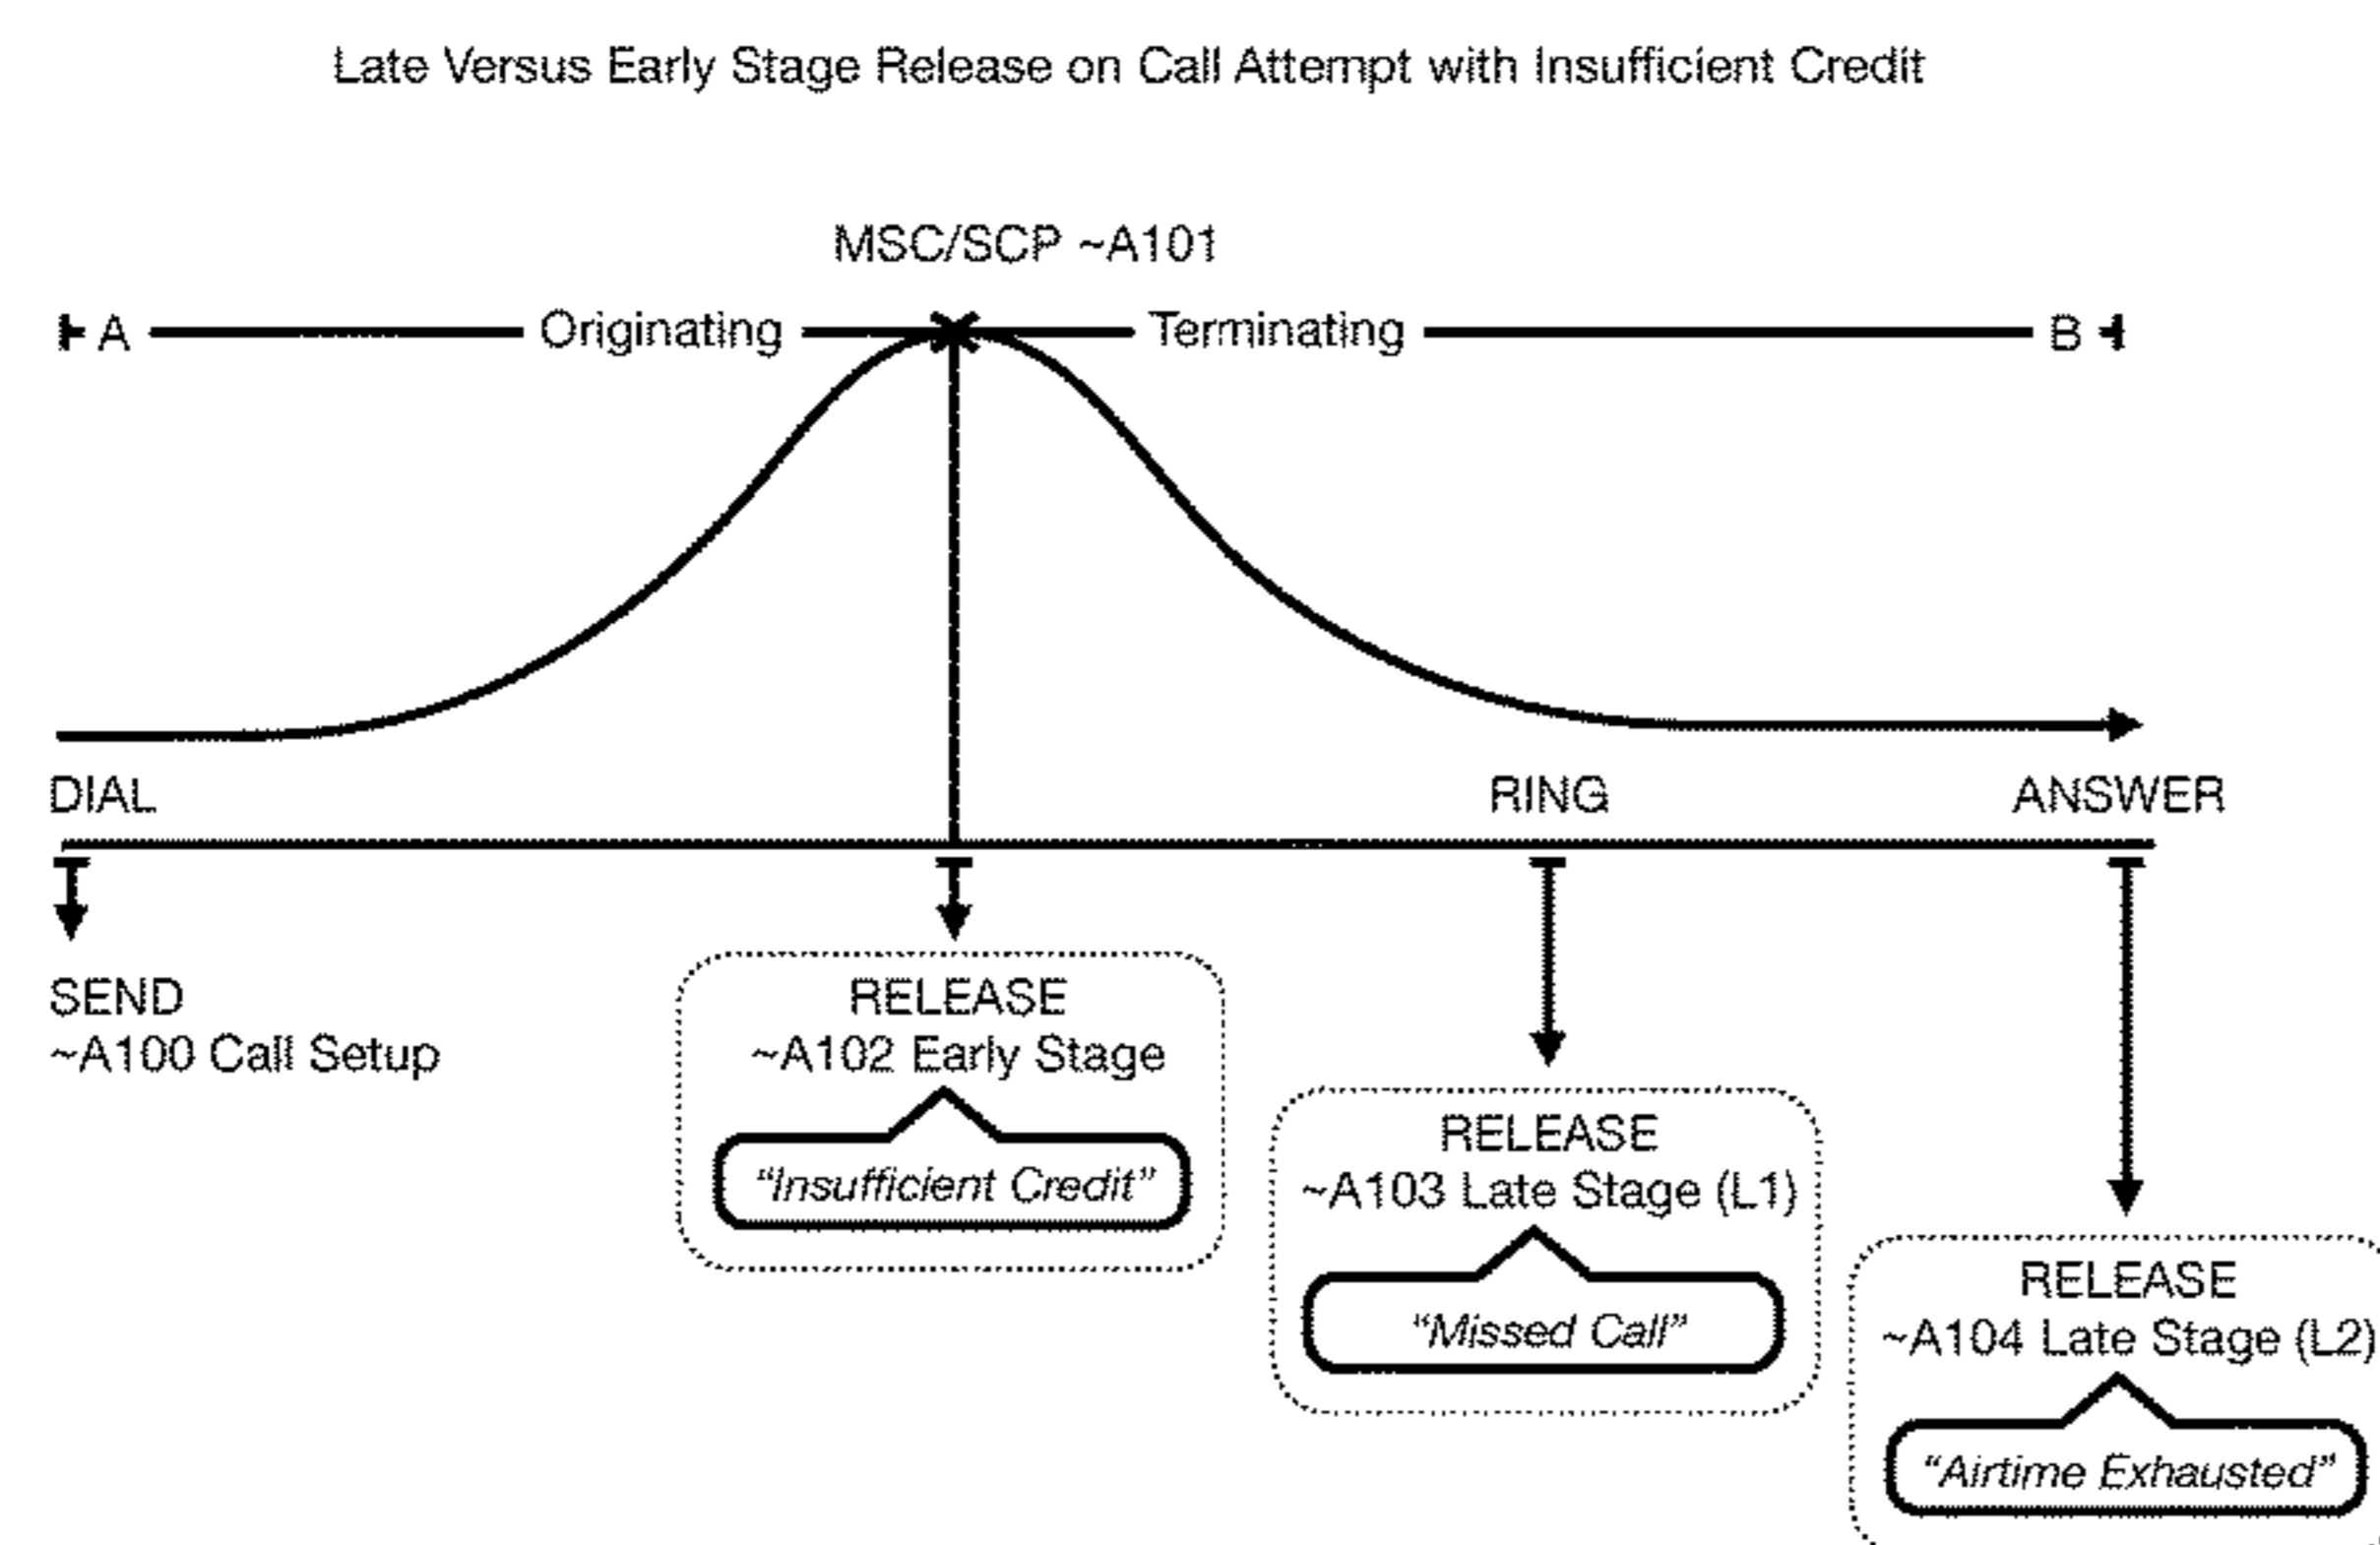 Late Versus Early Stage Release on Call Attempt with Insufficient Credit
MSC/SCP ~A101
A Originating Terminating B
DIAL RING ANSWER
SEND
~A100 Call Setup
RELEASE
~A102 Early Stage
"Insufficient Credit"
RELEASE
~A103 Late Stage (L1)
"Missed Call"
RELEASE
~A104 Late Stage (L2)
"Airtime Exhausted"